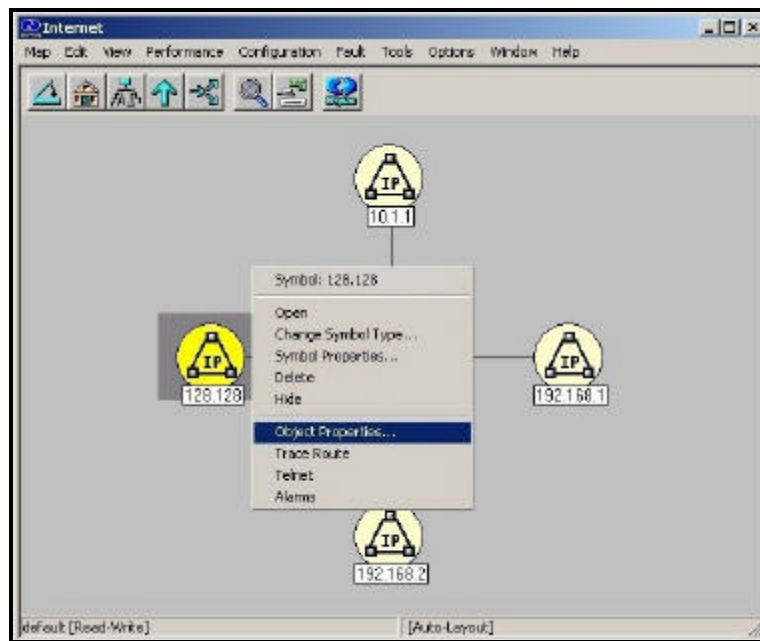 Internet
Map Edit View Performance Configuration Fault Tools Options Window Help
IP
10.1.1
Symbol: 128.128
Open
Change Symbol Type...
Symbol Properties...
Delete
Hide
Object Properties...
Trace Route
Telnet
Alarms
IP
128.128
IP
192.168.1
IP
192.168.2
default [Read-Write]
[Auto-Layout]